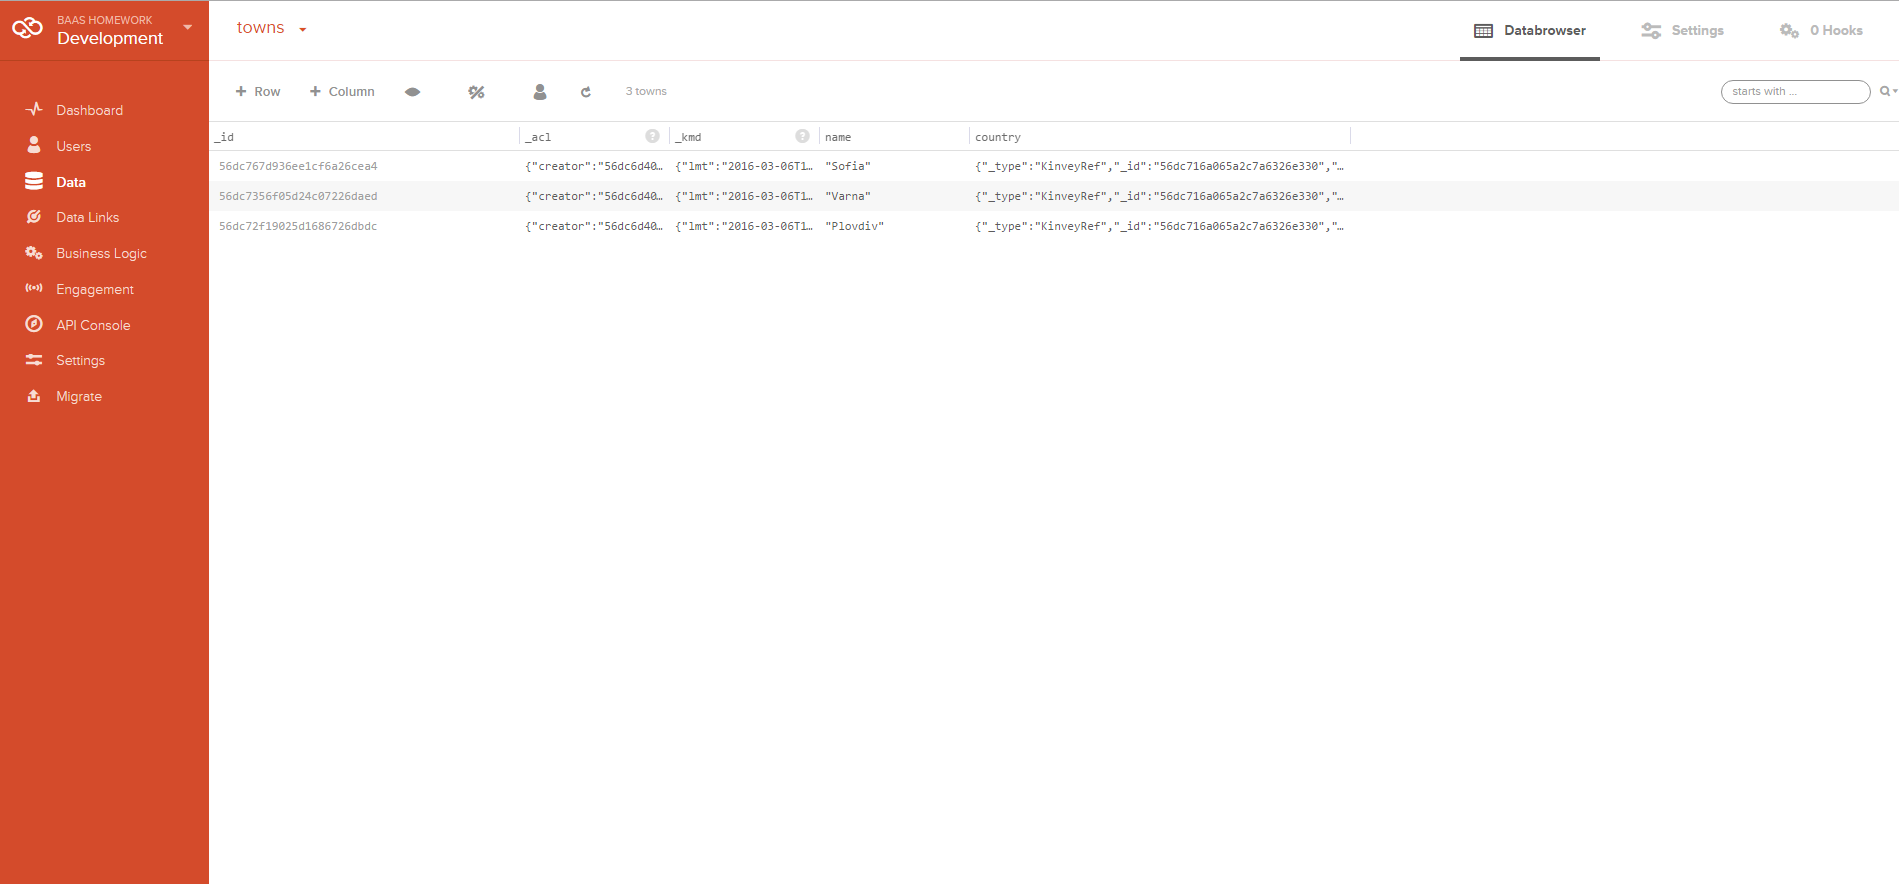 BAAS HOMEWORK
Development
Dashboard
Users
Data
Data Links
Business Logic
Engagement
API Console
Settings
Migrate
towns
Databrowser
Settings
0 Hooks
+ Row
+ Column
3 towns
starts with ...
_id _acl ? _kmd ? name country
56dc767d936ee1cf6a26cea4 {"creator":"56dc6d40… {"lmt":"2016-03-06T1… "Sofia" {"_type":"KinveyRef","_id":"56dc716a065a2c7a6326e330","…
56dc7356f05d24c07226daed {"creator":"56dc6d40… {"lmt":"2016-03-06T1… "Varna" {"_type":"KinveyRef","_id":"56dc716a065a2c7a6326e330","…
56dc72f19025d1686726dbdc {"creator":"56dc6d40… {"lmt":"2016-03-06T1… "Plovdiv" {"_type":"KinveyRef","_id":"56dc716a065a2c7a6326e330","…